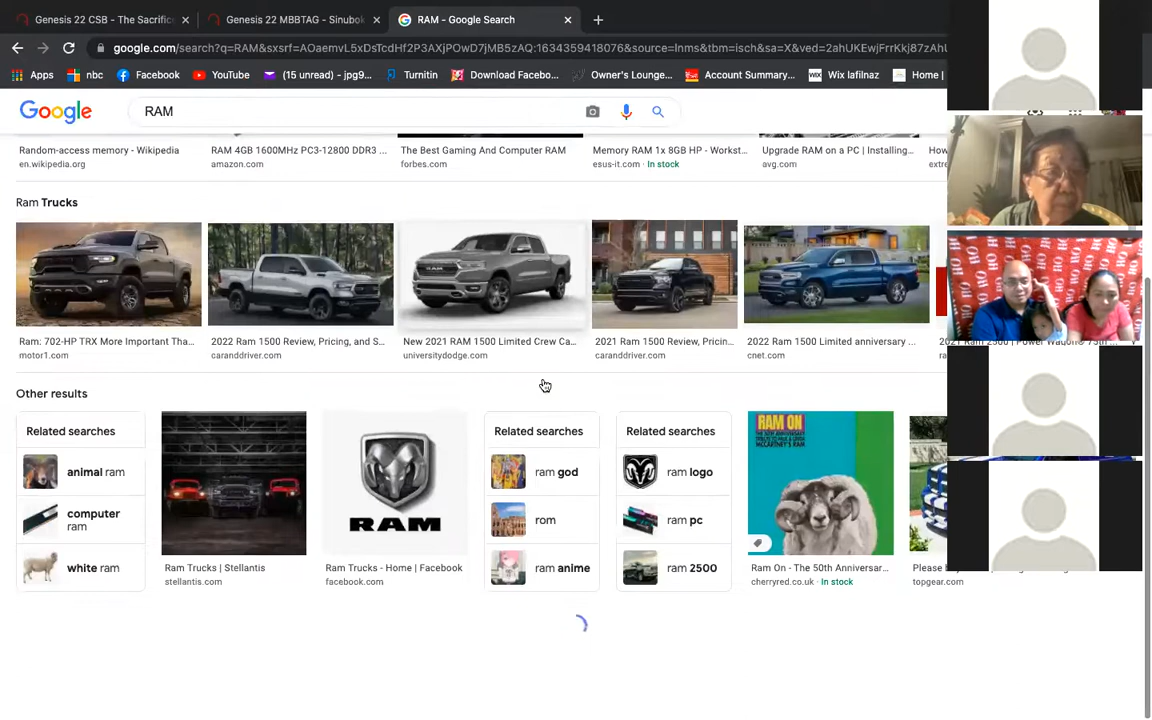 Genesis 22 CSB - The Sacrific
Genesis 22 MBBTAG - Sinubok
RAM - Google Search
google.com/search?q=RAM&sxsrf=AOaemvL5xDsTcdHf2P3AXjPOwD7jMB5zAQ:1634359418076&source=lnms&tbm=isch&sa=X&ved=2ahUKEwjFrrKkj87zAhU
Apps nbc Facebook YouTube (15 unread) - jpg9... Turnitin Download Facebo... Owner's Lounge... Account Summary... WIX Wix lafilnaz Home |
Google RAM
Random-access memory - Wikipedia
en.wikipedia.org
RAM 4GB 1600MHz PC3-12800 DDR3 ...
amazon.com
The Best Gaming And Computer RAM
forbes.com
Memory RAM 1x 8GB HP - Workst...
esus-it.com · In stock
Upgrade RAM on a PC | Installing...
avg.com
How
extre
Ram Trucks
Ram: 702-HP TRX More Important Tha...
motor1.com
2022 Ram 1500 Review, Pricing, and S...
caranddriver.com
New 2021 RAM 1500 Limited Crew Ca...
universitydodge.com
2021 Ram 1500 Review, Pricin...
caranddriver.com
2022 Ram 1500 Limited anniversary ...
cnet.com
HO HO HO
Other results
Related searches
animal ram
computer ram
white ram
Ram Trucks | Stellantis
stellantis.com
RAM
Ram Trucks - Home | Facebook
facebook.com
Related searches
ram god
rom
ram anime
Related searches
ram logo
ram pc
ram 2500
RAM ON
Ram On - The 50th Anniversar...
cherryred.co.uk · In stock
topgear.com